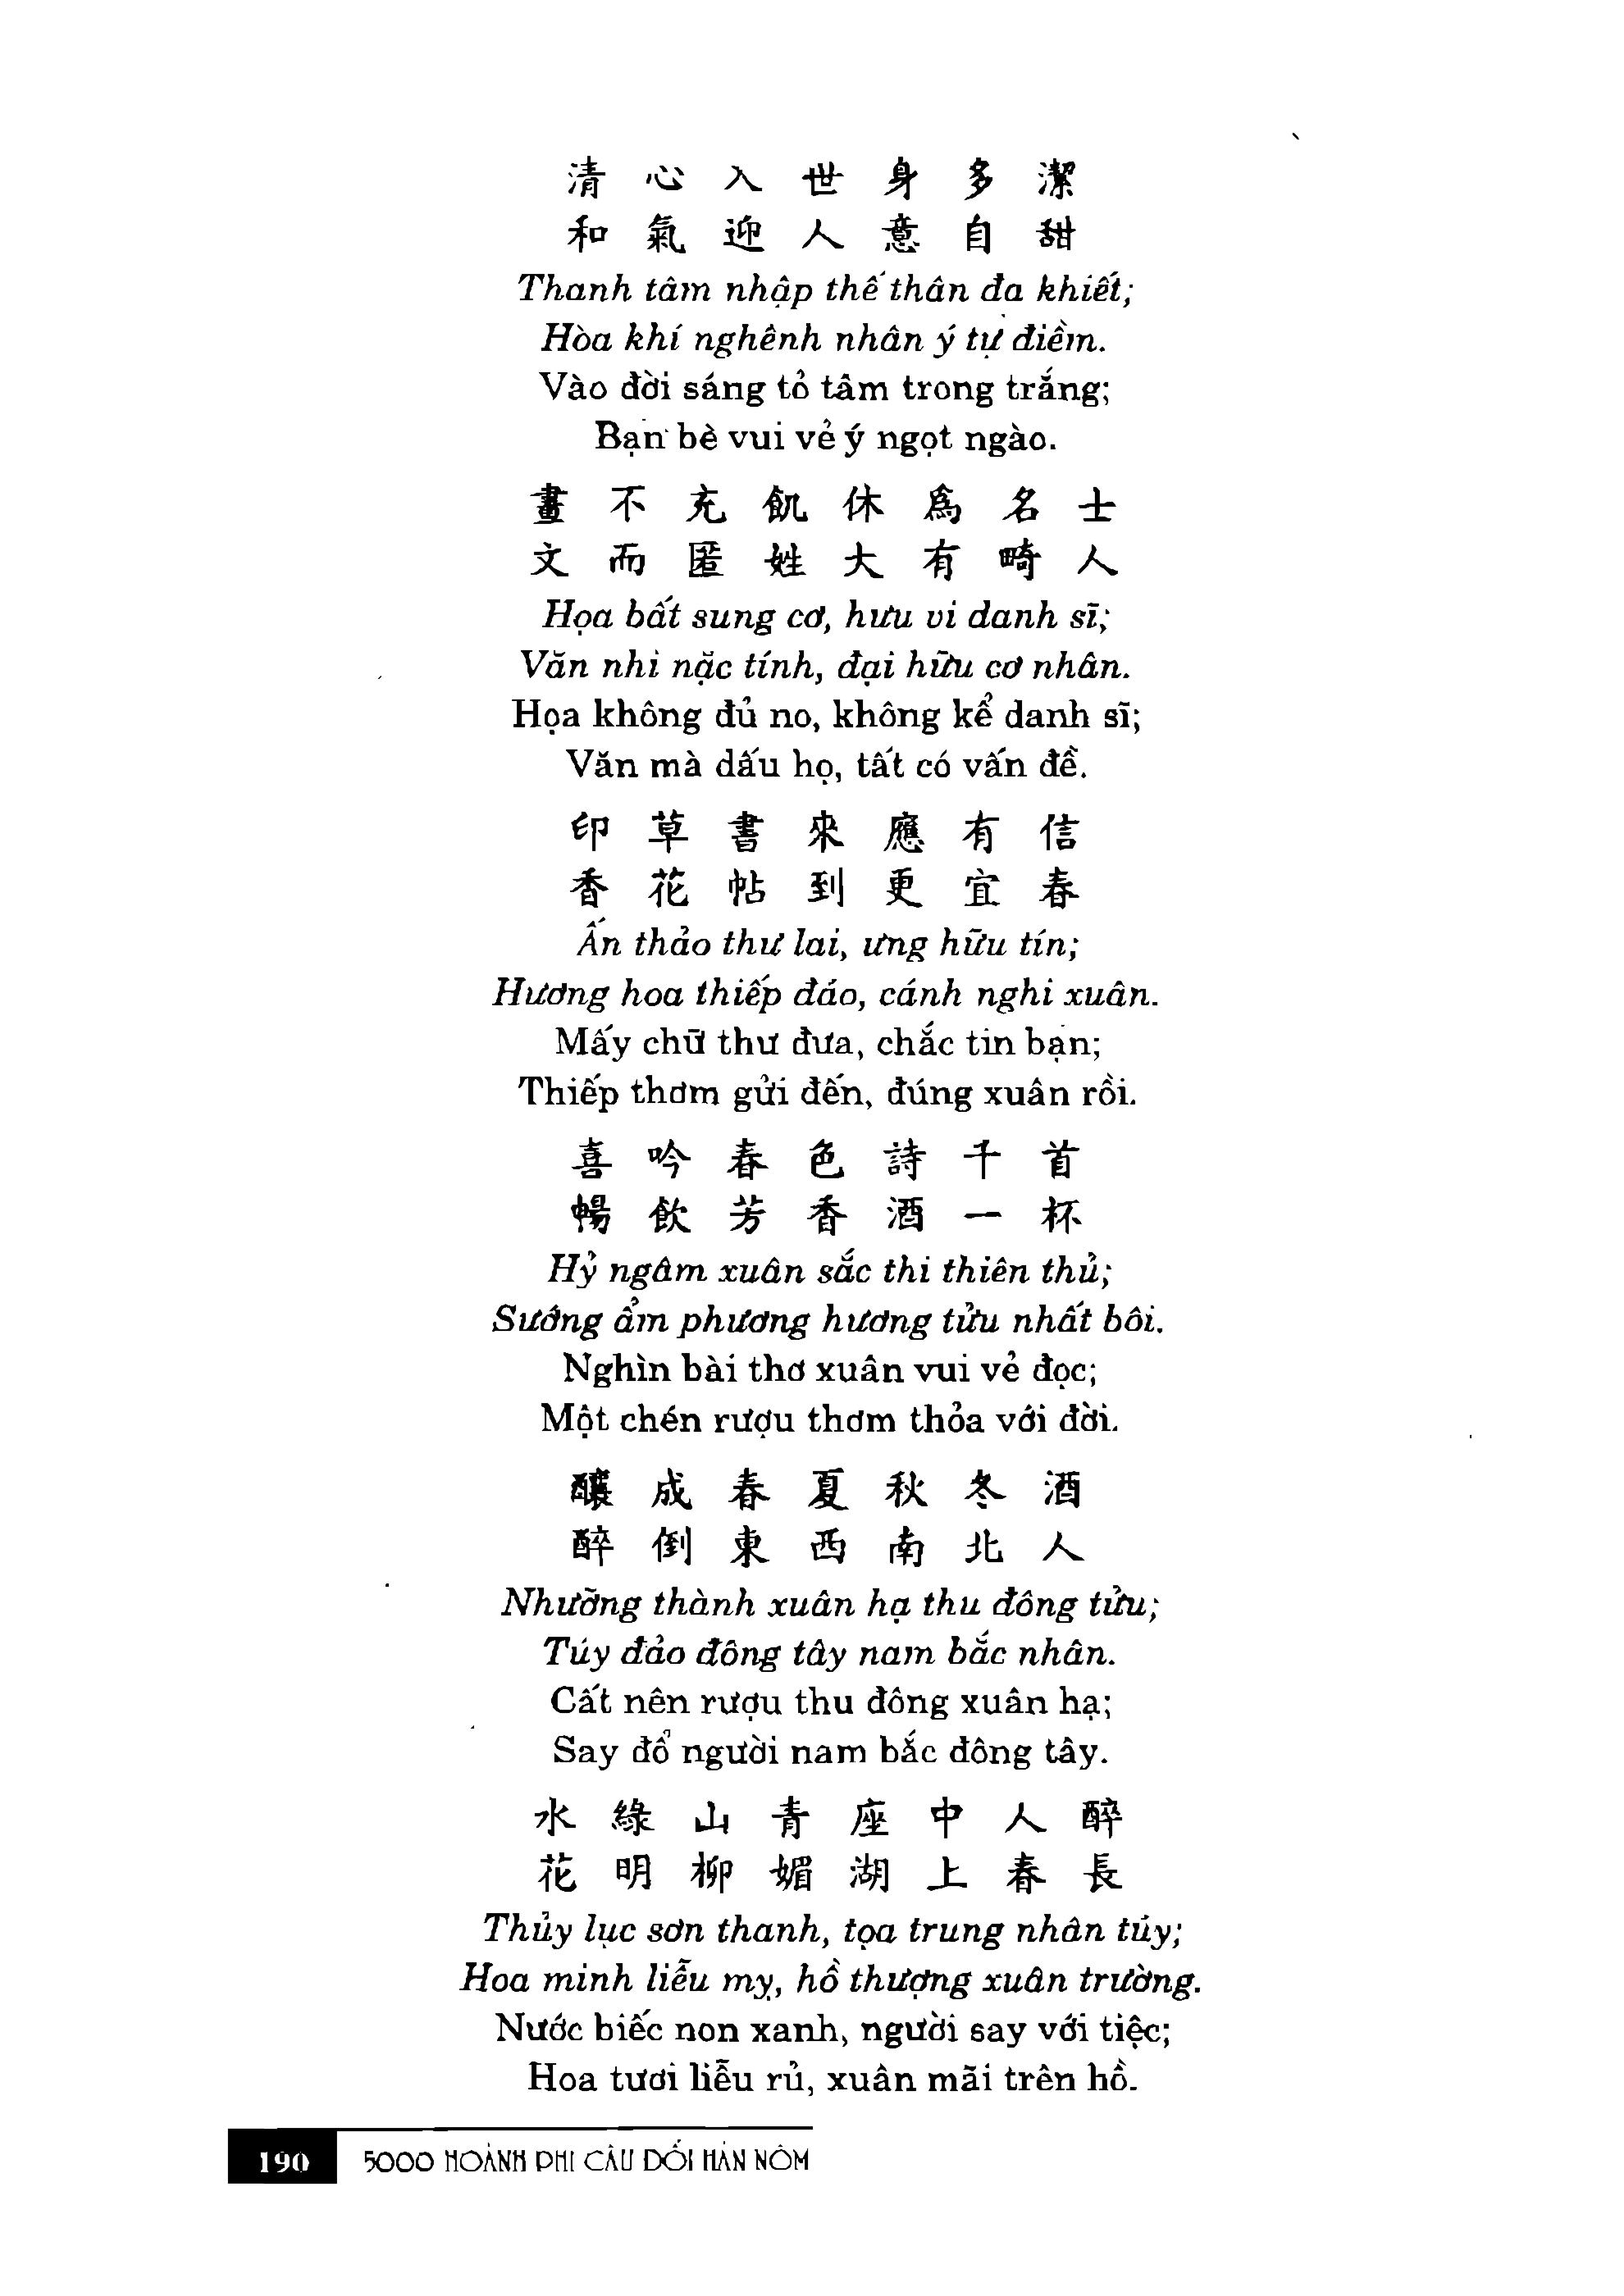 清心入世身多潔
和氣迎人意自甜
Thanh tâm nhập thế thân đa khiết;
Hòa khí nghênh nhân ý tự điềm.
Vào đời sáng tỏ tâm trong trắng;
Bạn bè vui vẻ ý ngọt ngào.
畫不充飢休爲名士
文而匿姓大有畸人
Họa bất sung cơ, hưu vi danh sĩ;
Văn nhi nặc tính, đại hữu cơ nhân.
Họa không đủ no, không kể danh sĩ;
Văn mà dấu họ, tất có vấn đề.
印草書來應有信
香花帖到更宜春
Ấn thảo thư lai, ưng hữu tín;
Hương hoa thiếp đáo, cánh nghi xuân.
Mấy chữ thư đưa, chắc tin bạn;
Thiếp thơm gửi đến, đúng xuân rồi.
喜吟春色詩千首
暢飲芳香酒一杯
Hỷ ngâm xuân sắc thi thiên thủ;
Sướng ẩm phương hương tửu nhất bôi.
Nghìn bài thơ xuân vui vẻ đọc;
Một chén rượu thơm thỏa với đời.
釀成春夏秋冬酒
醉倒東西南北人
Nhưỡng thành xuân hạ thu đông tửu;
Túy đảo đông tây nam bắc nhân.
Cất nên rượu thu đông xuân hạ;
Say đổ người nam bắc đông tây.
水綠山青座中人醉
花明柳媚湖上春長
Thủy lục sơn thanh, tọa trung nhân túy;
Hoa minh liễu mỵ, hồ thượng xuân trường.
Nước biếc non xanh, người say với tiệc;
Hoa tươi liễu rủ, xuân mãi trên hồ.
190 5000 HOÀNH PHI CÂU ĐỐI HÁN NÔM